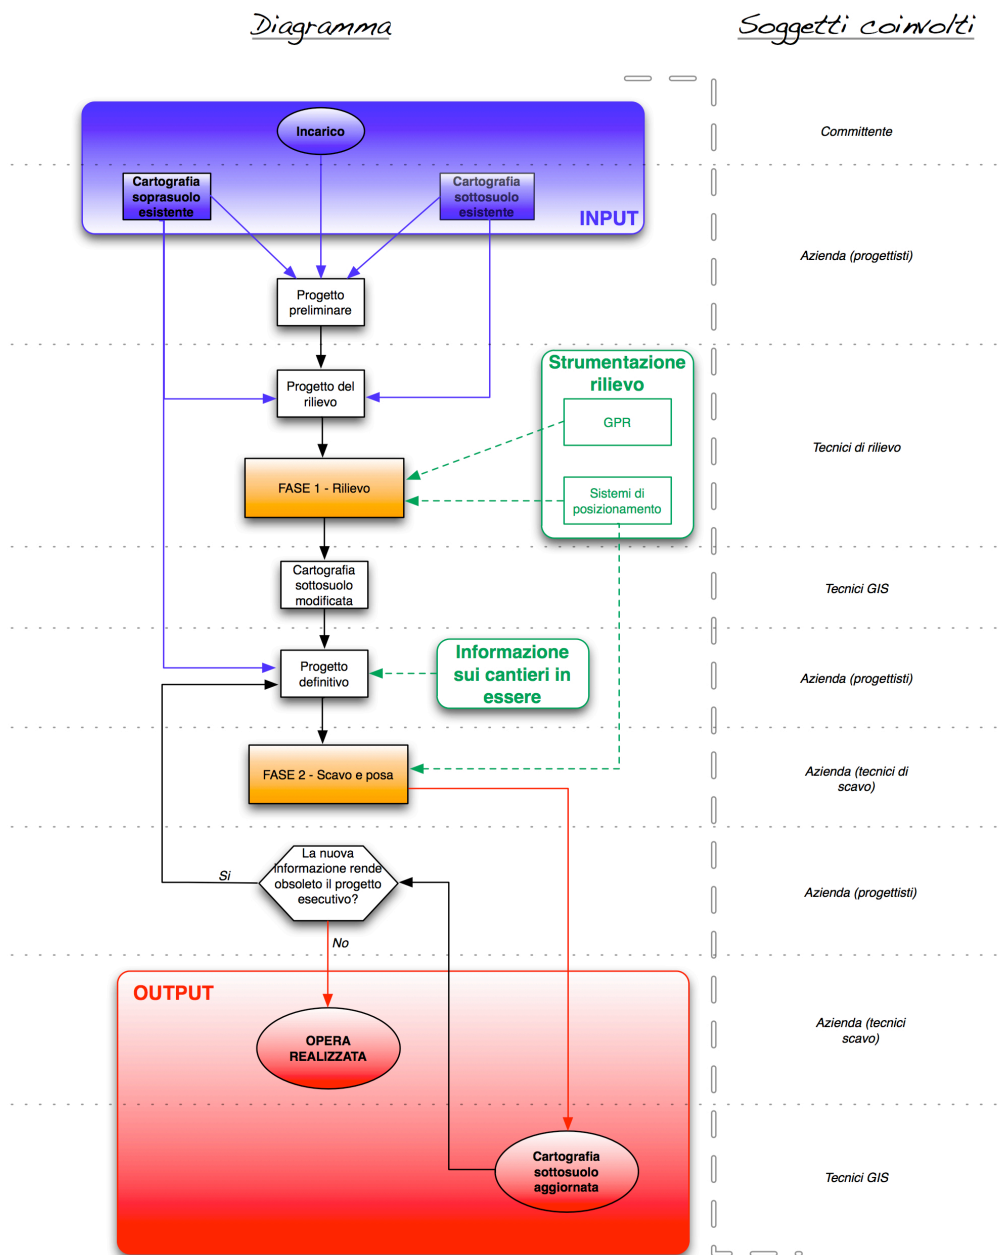 Diagramma
Soggetti coinvolti
Incarico
Committente
Cartografia
soprasuolo
esistente
Cartografia
sottosuolo
esistente
INPUT
Azienda (progettisti)
Progetto
preliminare
Strumentazione
rilievo
Progetto del
rilievo
GPR
Tecnici di rilievo
FASE 1 - Rilievo
Sistemi di
posizionamento
Cartografia
sottosuolo
modificata
Tecnici GIS
Progetto
definitivo
Informazione
sui cantieri in
essere
Azienda (progettisti)
FASE 2 - Scavo e posa
Azienda (tecnici di
scavo)
La nuova
informazione rende
obsoleto il progetto
esecutivo?
Si
Azienda (progettisti)
No
OUTPUT
OPERA
REALIZZATA
Azienda (tecnici
scavo)
Cartografia
sottosuolo
aggiornata
Tecnici GIS